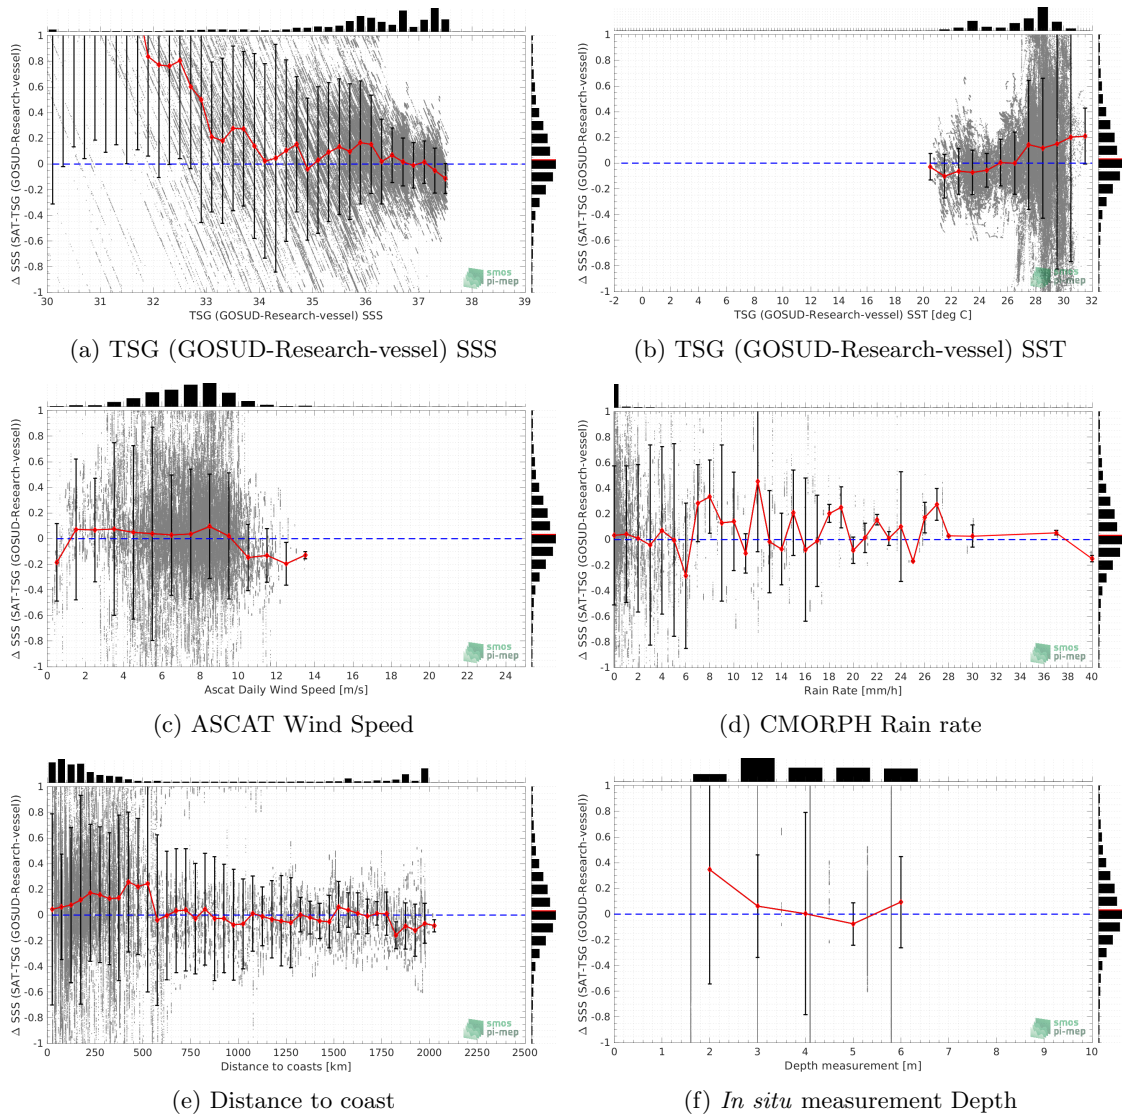 Δ SSS (SAT-TSG (GOSUD-Research-vessel))
1
0.8
0.6
0.4
0.2
0
-0.2
-0.4
-0.6
-0.8
-1
smos
pi-mep
30 31 32 33 34 35 36 37 38 39
TSG (GOSUD-Research-vessel) SSS
(a) TSG (GOSUD-Research-vessel) SSS
Δ SSS (SAT-TSG (GOSUD-Research-vessel))
1
0.8
0.6
0.4
0.2
0
-0.2
-0.4
-0.6
-0.8
-1
smos
pi-mep
-2 0 2 4 6 8 10 12 14 16 18 20 22 24 26 28 30 32
TSG (GOSUD-Research-vessel) SST [deg C]
(b) TSG (GOSUD-Research-vessel) SST
Δ SSS (SAT-TSG (GOSUD-Research-vessel))
1
0.8
0.6
0.4
0.2
0
-0.2
-0.4
-0.6
-0.8
-1
smos
pi-mep
0 2 4 6 8 10 12 14 16 18 20 22 24
Ascat Daily Wind Speed [m/s]
(c) ASCAT Wind Speed
Δ SSS (SAT-TSG (GOSUD-Research-vessel))
1
0.8
0.6
0.4
0.2
0
-0.2
-0.4
-0.6
-0.8
-1
smos
pi-mep
0 2 4 6 8 10 12 14 16 18 20 22 24 26 28 30 32 34 36 38 40
Rain Rate [mm/h]
(d) CMORPH Rain rate
Δ SSS (SAT-TSG (GOSUD-Research-vessel))
1
0.8
0.6
0.4
0.2
0
-0.2
-0.4
-0.6
-0.8
-1
smos
pi-mep
0 250 500 750 1000 1250 1500 1750 2000 2250 2500
Distance to coasts [km]
(e) Distance to coast
Δ SSS (SAT-TSG (GOSUD-Research-vessel))
1
0.8
0.6
0.4
0.2
0
-0.2
-0.4
-0.6
-0.8
-1
smos
pi-mep
0 1 2 3 4 5 6 7 8 9 10
Depth measurement [m]
(f) In situ measurement Depth